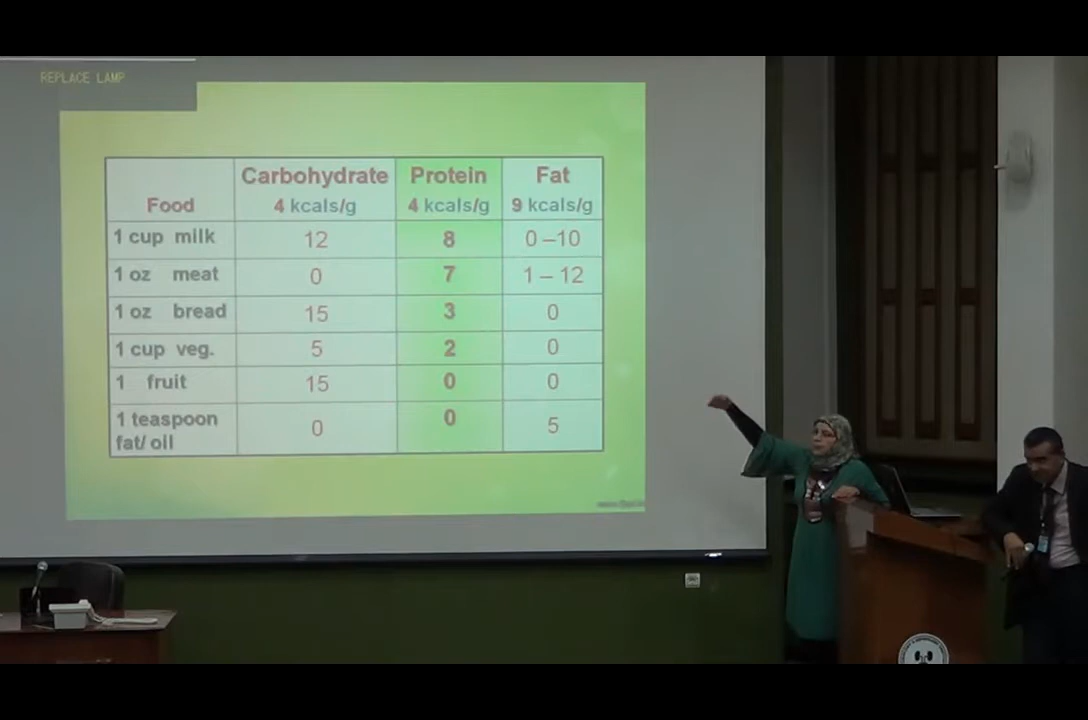 REPLACE LAMP
Food Carbohydrate 4 kcals/g Protein 4 kcals/g Fat 9 kcals/g
1 cup milk 12 8 0 –10
1 oz meat 0 7 1 – 12
1 oz bread 15 3 0
1 cup veg. 5 2 0
1 fruit 15 0 0
1 teaspoon fat/ oil 0 0 5